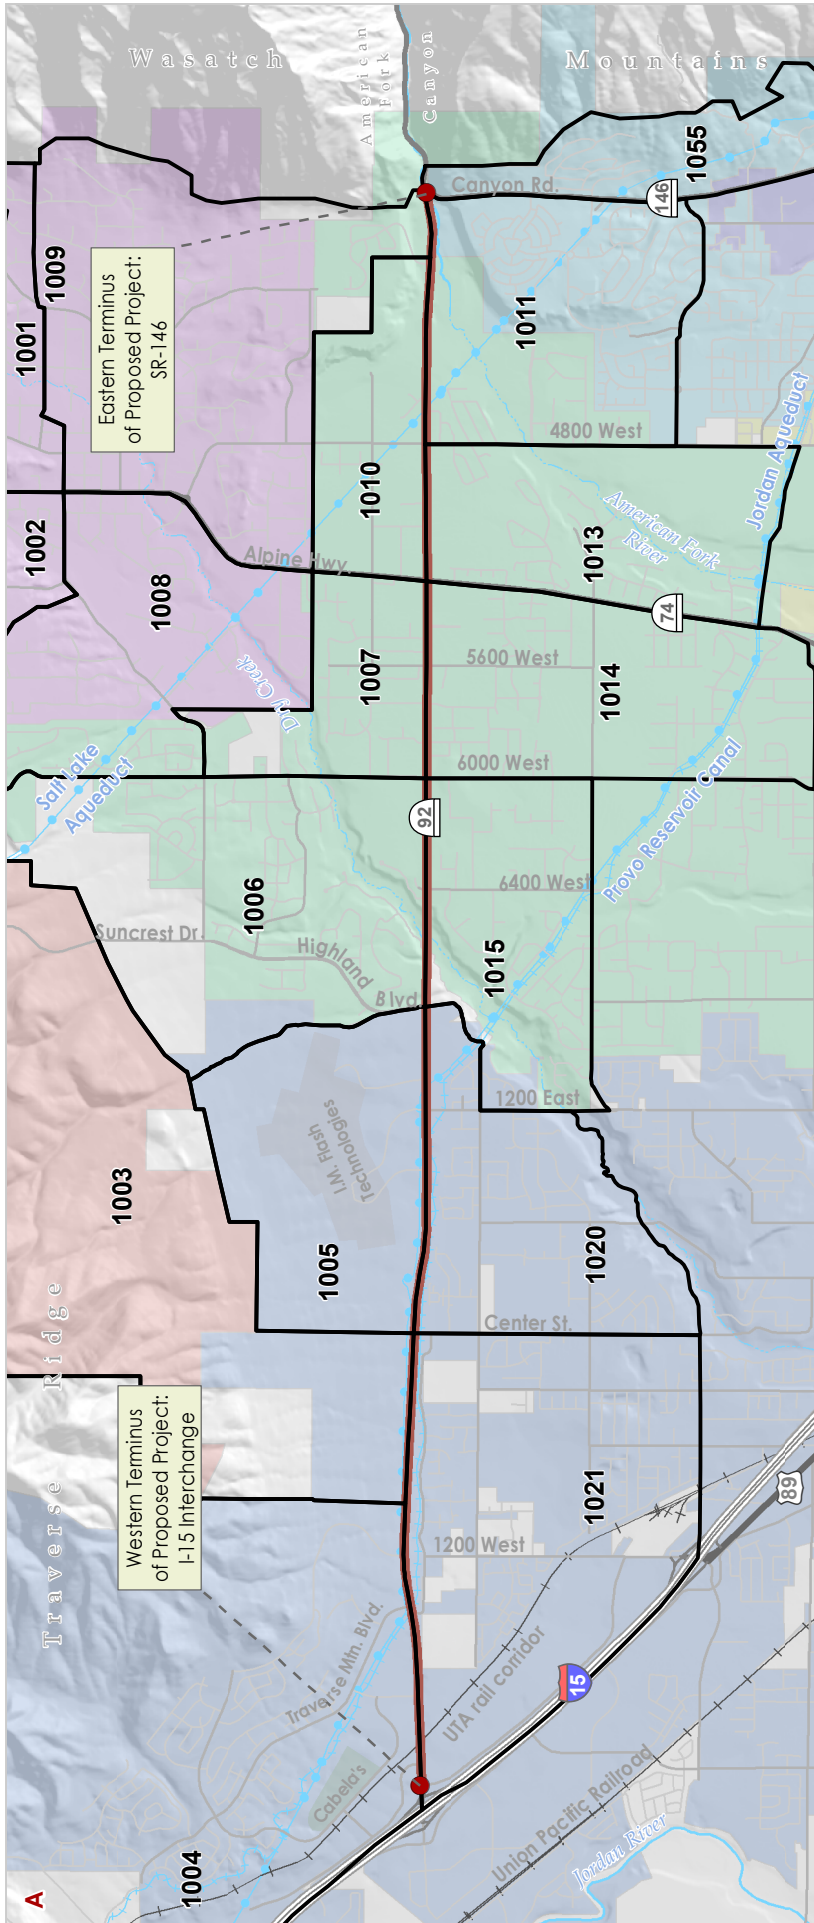 Wasatch
American
Fork
Canyon
Mountains
1055
Canyon Rd.
146
1009
1001
Eastern Terminus
of Proposed Project:
SR-146
1011
4800 West
Jordan Aqueduct
1010
1002
1008
Alpine Hwy.
American Fork
River
1013
74
1007
5600 West
1014
Dry Creek
6000 West
Salt Lake
Aqueduct
92
Provo Reservoir Canal
6400 West
1006
Suncrest Dr.
Highland
Blvd.
1015
1200 East
I.M. Flash
Technologies
1003
1005
1020
Center St.
Traverse Ridge
Western Terminus
of Proposed Project:
I-15 Interchange
1021
1200 West
89
Traverse Mtn. Blvd.
UTA rail corridor
15
Cabela's
Union Pacific Railroad
Jordan River
1004
A